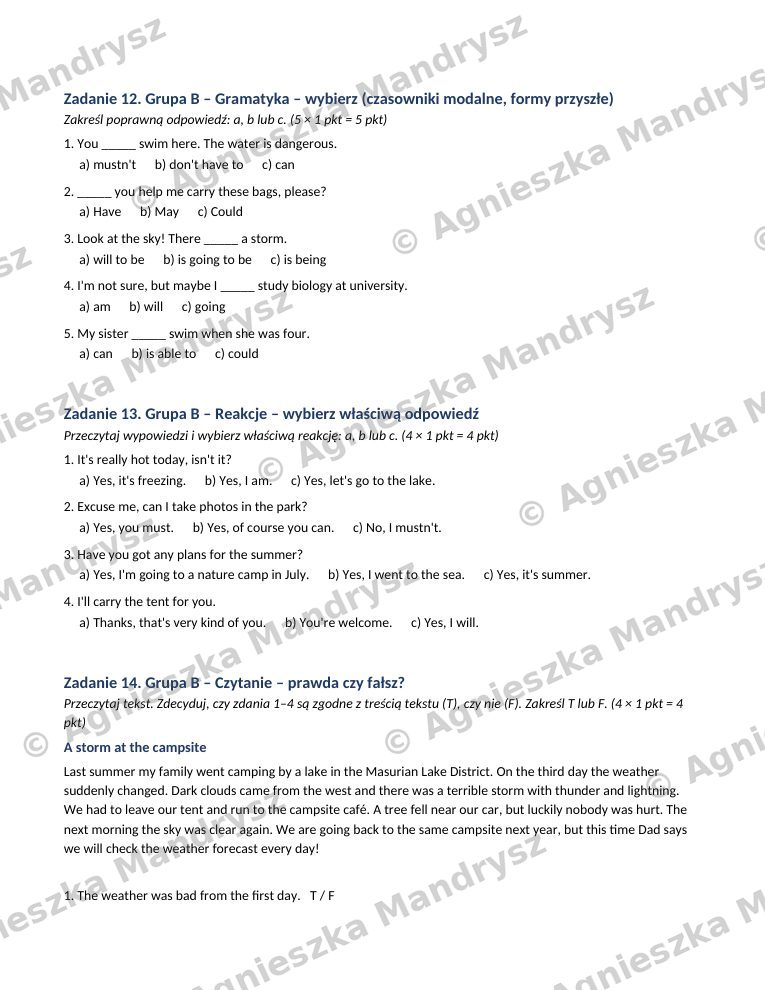 Zadanie 12. Grupa B – Gramatyka – wybierz (czasowniki modalne, formy przyszłe)
Zakreśl poprawną odpowiedź: a, b lub c. (5 × 1 pkt = 5 pkt)
1. You _____ swim here. The water is dangerous.
a) mustn't b) don't have to c) can
2. _____ you help me carry these bags, please?
a) Have b) May c) Could
3. Look at the sky! There _____ a storm.
a) will to be b) is going to be c) is being
4. I'm not sure, but maybe I _____ study biology at university.
a) am b) will c) going
5. My sister _____ swim when she was four.
a) can b) is able to c) could
Zadanie 13. Grupa B – Reakcje – wybierz właściwą odpowiedź
Przeczytaj wypowiedzi i wybierz właściwą reakcję: a, b lub c. (4 × 1 pkt = 4 pkt)
1. It's really hot today, isn't it?
a) Yes, it's freezing. b) Yes, I am. c) Yes, let's go to the lake.
2. Excuse me, can I take photos in the park?
a) Yes, you must. b) Yes, of course you can. c) No, I mustn't.
3. Have you got any plans for the summer?
a) Yes, I'm going to a nature camp in July. b) Yes, I went to the sea. c) Yes, it's summer.
4. I'll carry the tent for you.
a) Thanks, that's very kind of you. b) You're welcome. c) Yes, I will.
Zadanie 14. Grupa B – Czytanie – prawda czy fałsz?
Przeczytaj tekst. Zdecyduj, czy zdania 1–4 są zgodne z treścią tekstu (T), czy nie (F). Zakreśl T lub F. (4 × 1 pkt = 4
pkt)
A storm at the campsite
Last summer my family went camping by a lake in the Masurian Lake District. On the third day the weather
suddenly changed. Dark clouds came from the west and there was a terrible storm with thunder and lightning.
We had to leave our tent and run to the campsite café. A tree fell near our car, but luckily nobody was hurt. The
next morning the sky was clear again. We are going back to the same campsite next year, but this time Dad says
we will check the weather forecast every day!
1. The weather was bad from the first day. T / F
© Agnieszka Mandrysz